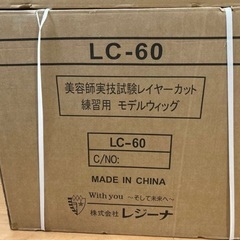 LC-60
美容師実技試験レイヤーカット
練習用 モデルウィッグ
LC-60
C/NO:
MADE IN CHINA
With you 〜そして未来へ〜
株式会社 レジーナ